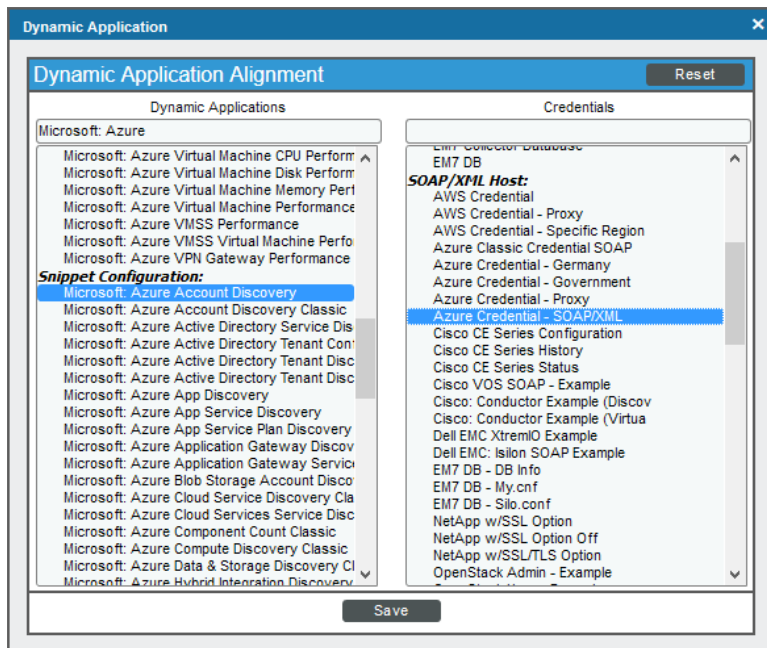 Dynamic Application
Dynamic Application Alignment
Reset
Dynamic Applications
Microsoft: Azure
Microsoft: Azure Virtual Machine CPU Perform
Microsoft: Azure Virtual Machine Disk Perform
Microsoft: Azure Virtual Machine Memory Perf
Microsoft: Azure Virtual Machine Performance
Microsoft: Azure VMSS Performance
Microsoft: Azure VMSS Virtual Machine Perfo
Microsoft: Azure VPN Gateway Performance
Snippet Configuration:
Microsoft: Azure Account Discovery
Microsoft: Azure Account Discovery Classic
Microsoft: Azure Active Directory Service Dis
Microsoft: Azure Active Directory Tenant Con
Microsoft: Azure Active Directory Tenant Disc
Microsoft: Azure Active Directory Tenant Disc
Microsoft: Azure App Discovery
Microsoft: Azure App Service Discovery
Microsoft: Azure App Service Plan Discovery
Microsoft: Azure Application Gateway Discov
Microsoft: Azure Application Gateway Service
Microsoft: Azure Blob Storage Account Disco
Microsoft: Azure Cloud Service Discovery Cla
Microsoft: Azure Cloud Services Service Disc
Microsoft: Azure Component Count Classic
Microsoft: Azure Compute Discovery Classic
Microsoft: Azure Data & Storage Discovery Cl
Microsoft: Azure Hybrid Integration Discovery
Credentials
EM7 Collector Database
EM7 DB
SOAP/XML Host:
AWS Credential
AWS Credential - Proxy
AWS Credential - Specific Region
Azure Classic Credential SOAP
Azure Credential - Germany
Azure Credential - Government
Azure Credential - Proxy
Azure Credential - SOAP/XML
Cisco CE Series Configuration
Cisco CE Series History
Cisco CE Series Status
Cisco VOS SOAP - Example
Cisco: Conductor Example (Discov
Cisco: Conductor Example (Virtua
Dell EMC XtremIO Example
Dell EMC: Isilon SOAP Example
EM7 DB - DB Info
EM7 DB - My.cnf
EM7 DB - Silo.conf
NetApp w/SSL Option
NetApp w/SSL Option Off
NetApp w/SSL/TLS Option
OpenStack Admin - Example
Save